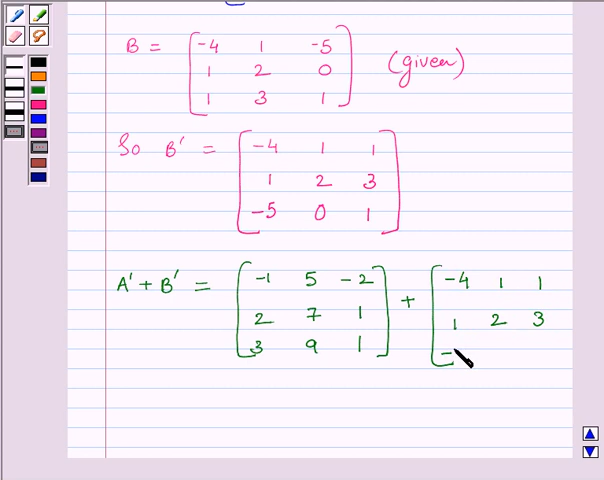 B = [ -4 1 -5
1 2 0 (given)
1 3 1 ]
So B' = [ -4 1 1
1 2 3
-5 0 1 ]
A' + B' = [ -1 5 -2 + [ -4 1 1
2 7 1 1 2 3
3 9 1 ] -